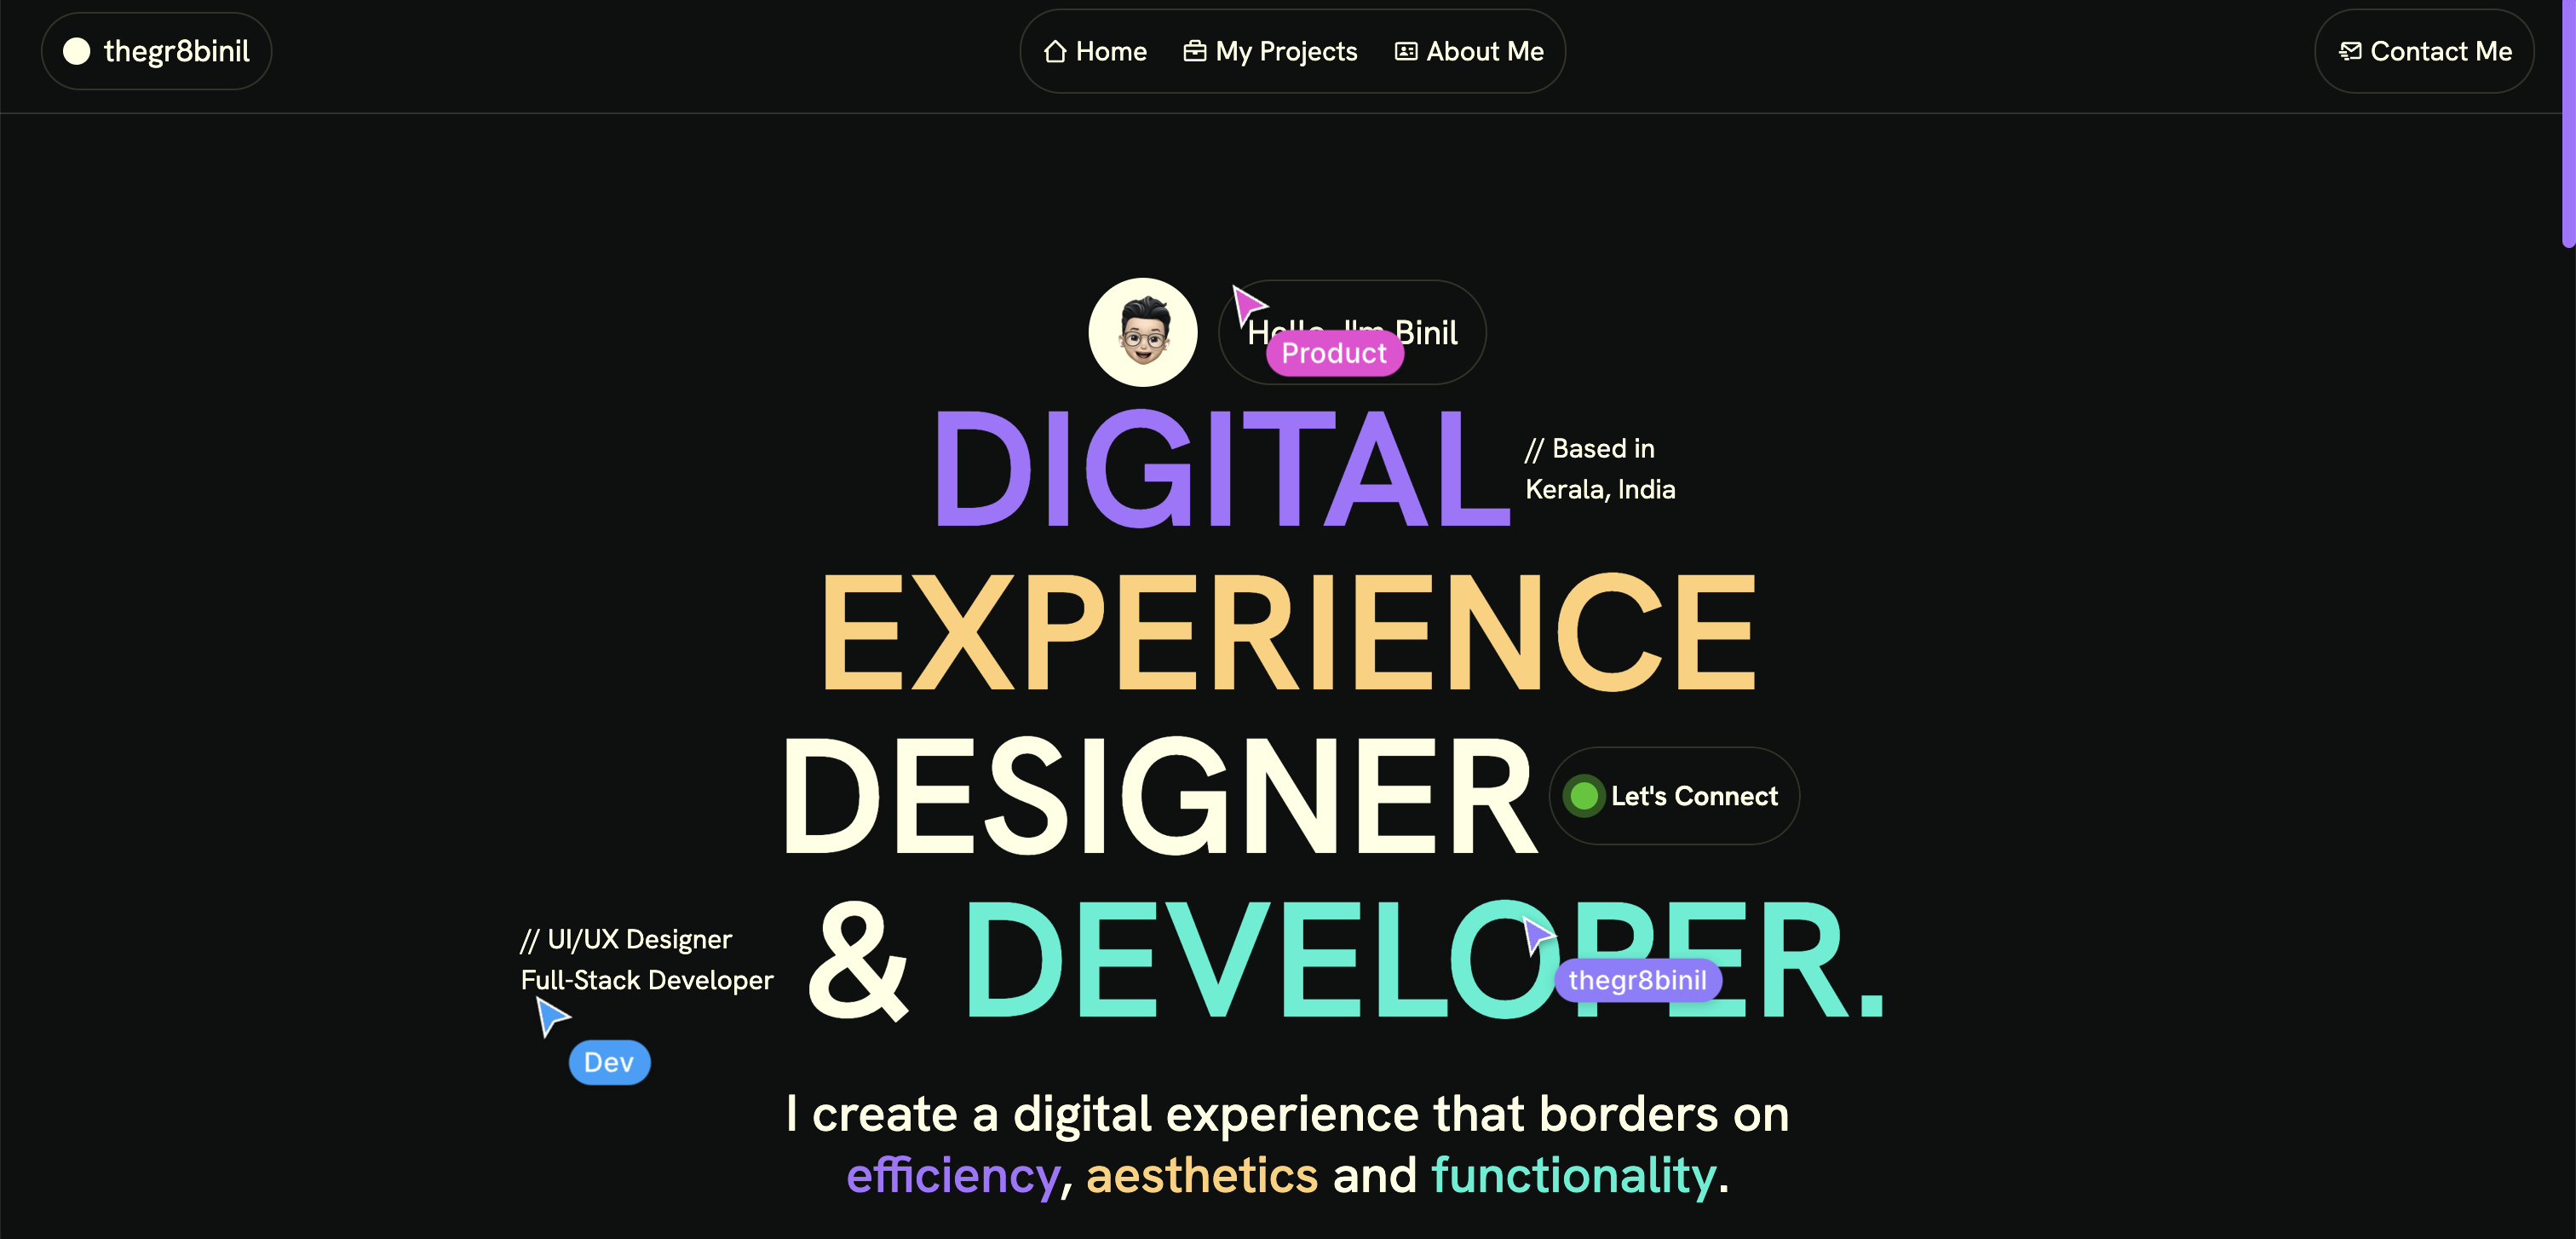 thegr8binil
Home
My Projects
About Me
Contact Me
Hello, I'm Binil
Product
DIGITAL
// Based in
Kerala, India
EXPERIENCE
DESIGNER
Let's Connect
// UI/UX Designer
Full-Stack Developer
& DEVELOPER.
thegr8binil
Dev
I create a digital experience that borders on
efficiency, aesthetics and functionality.